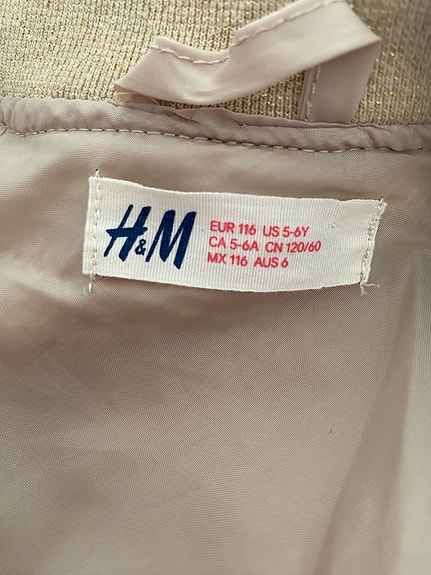 H&M
EUR 116 US 5-6Y
CA 5-6A CN 120/60
MX 116 AUS 6